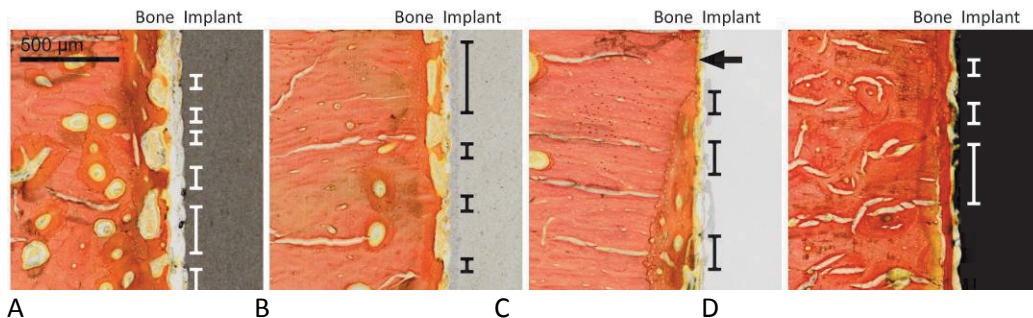 Bone Implant Bone Implant Bone Implant Bone Implant
500 µm
A B C D